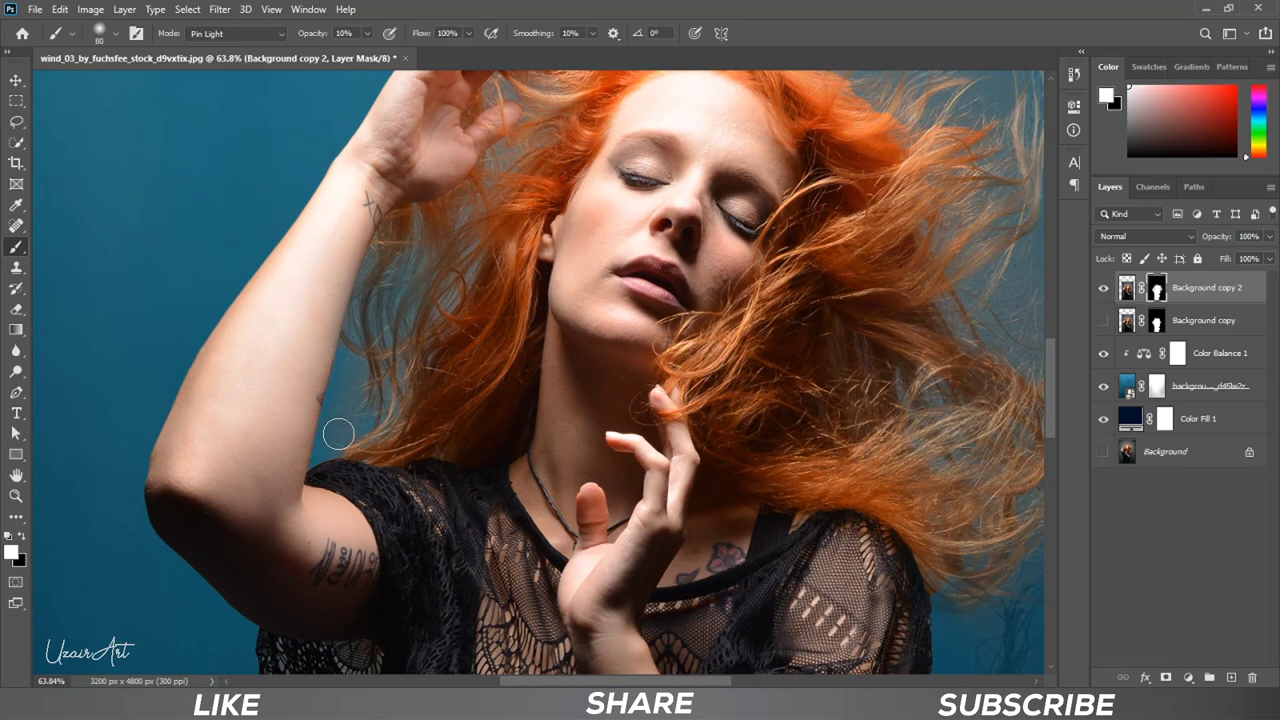 Ps File Edit Image Layer Type Select Filter 3D View Window Help
80 Mode: Pin Light Opacity: 10% Flow: 100% Smoothing: 10% 0°
wind_03_by_fuchsfee_stock_d9vxtix.jpg @ 63.8% (Background copy 2, Layer Mask/8) *
Color Swatches Gradients Patterns
Layers Channels Paths
Kind
Normal Opacity: 100%
Lock: Fill: 100%
Background copy 2
Background copy
Color Balance 1
backgrou..._d45lw2z...
Color Fill 1
Background
UzairArt
63.84% 3200 px x 4800 px (300 ppi)
LIKE SHARE SUBSCRIBE